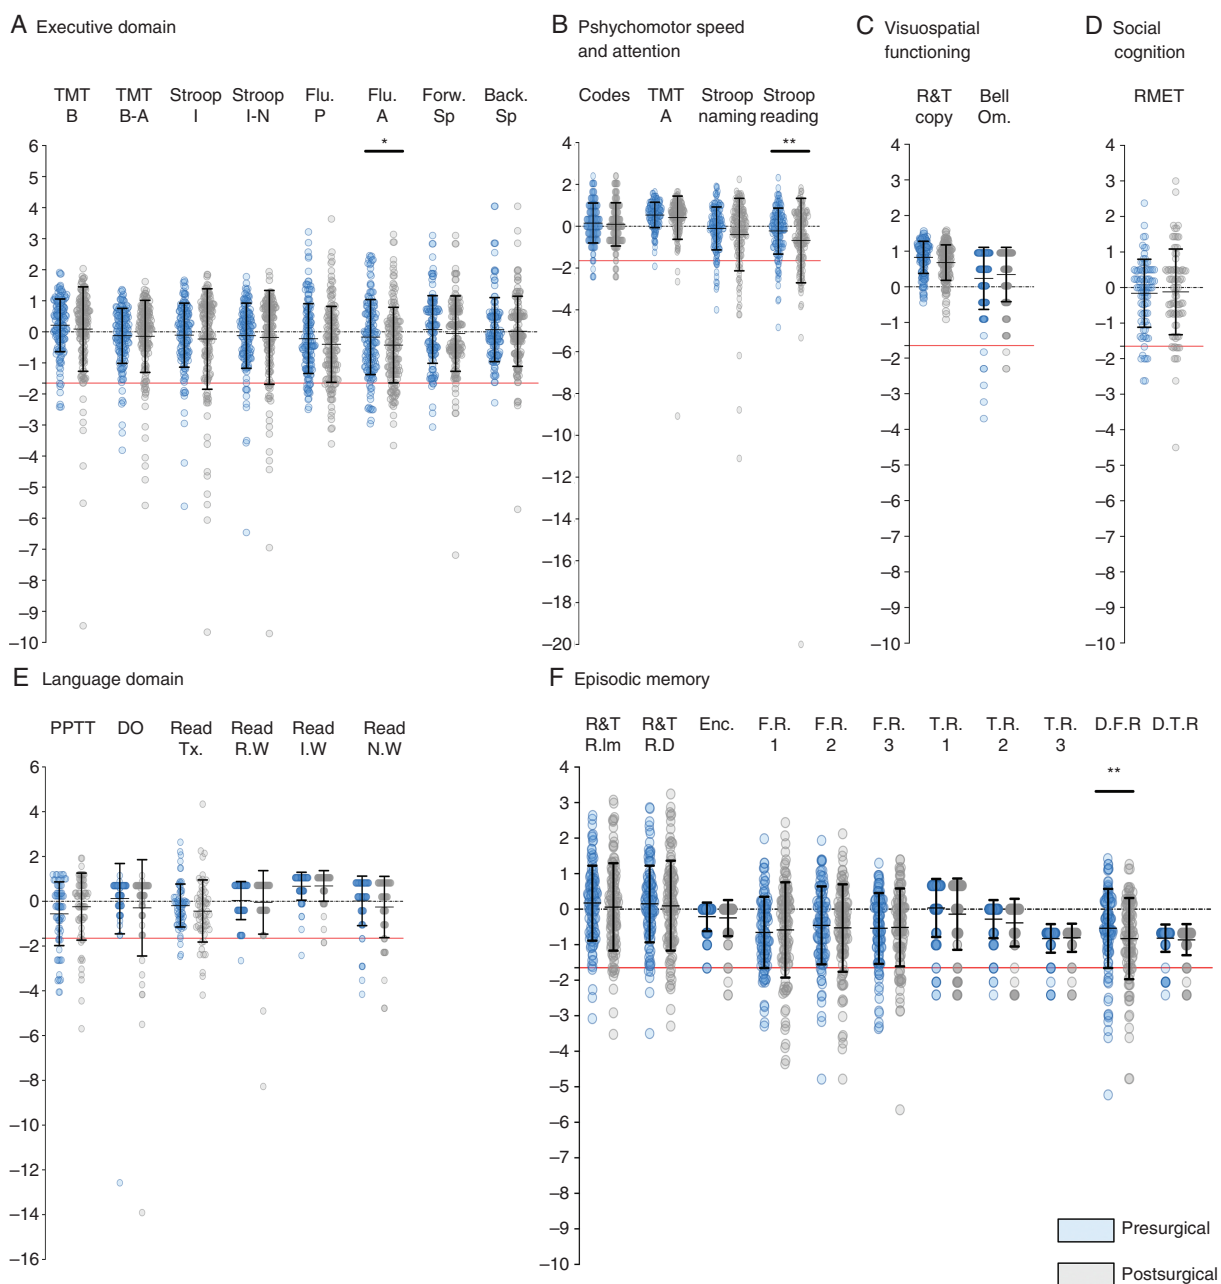 A Executive domain
TMT B
TMT B-A
Stroop I
Stroop I-N
Flu. P
Flu. A
Forw. Sp
Back. Sp
*
6
5
4
3
2
1
0
–1
–2
–3
–4
–5
–6
–7
–8
–9
–10
B Pshychomotor speed
and attention
Codes
TMT A
Stroop naming
Stroop reading
**
4
2
0
–2
–4
–6
–8
–10
–12
–14
–16
–18
–20
C Visuospatial
functioning
R&T copy
Bell Om.
4
3
2
1
0
–1
–2
–3
–4
–5
–6
–7
–8
–9
–10
D Social
cognition
RMET
4
3
2
1
0
–1
–2
–3
–4
–5
–6
–7
–8
–9
–10
E Language domain
PPTT
DO
Read Tx.
Read R.W
Read I.W
Read N.W
6
4
2
0
–2
–4
–6
–8
–10
–12
–14
–16
F Episodic memory
R&T R.Im
R&T R.D
Enc.
F.R. 1
F.R. 2
F.R. 3
T.R. 1
T.R. 2
T.R. 3
D.F.R
D.T.R
**
4
3
2
1
0
–1
–2
–3
–4
–5
–6
–7
–8
–9
–10
Presurgical
Postsurgical